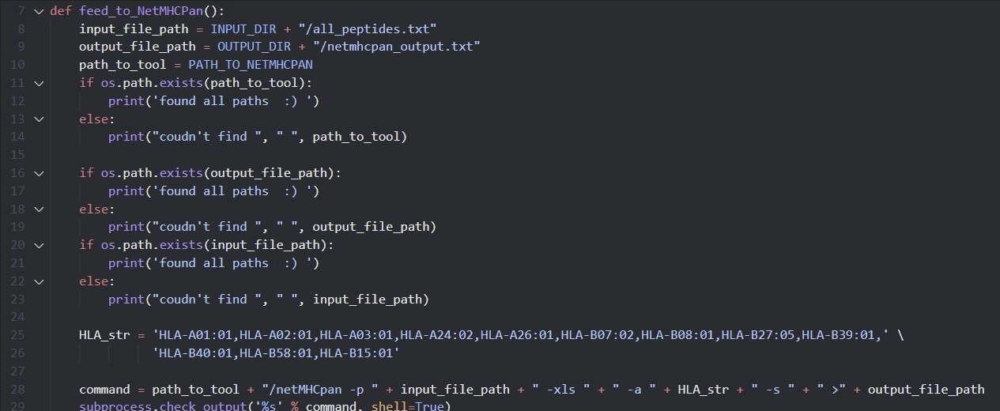 7 def feed_to_NetMHCPan():
8 input_file_path = INPUT_DIR + "/all_peptides.txt"
9 output_file_path = OUTPUT_DIR + "/netmhcpan_output.txt"
10 path_to_tool = PATH_TO_NETMHCPAN
11 if os.path.exists(path_to_tool):
12 print('found all paths  :) ')
13 else:
14 print("coudn't find ", " ", path_to_tool)
15
16 if os.path.exists(output_file_path):
17 print('found all paths  :) ')
18 else:
19 print("coudn't find ", " ", output_file_path)
20 if os.path.exists(input_file_path):
21 print('found all paths  :) ')
22 else:
23 print("coudn't find ", " ", input_file_path)
24
25 HLA_str = 'HLA-A01:01,HLA-A02:01,HLA-A03:01,HLA-A24:02,HLA-A26:01,HLA-B07:02,HLA-B08:01,HLA-B27:05,HLA-B39:01,' \
26 'HLA-B40:01,HLA-B58:01,HLA-B15:01'
27
28 command = path_to_tool + "/netMHCpan -p " + input_file_path + " -xls " + " -a " + HLA_str + " -s " + " >" + output_file_path
29 subprocess.check_output('%s' % command, shell=True)